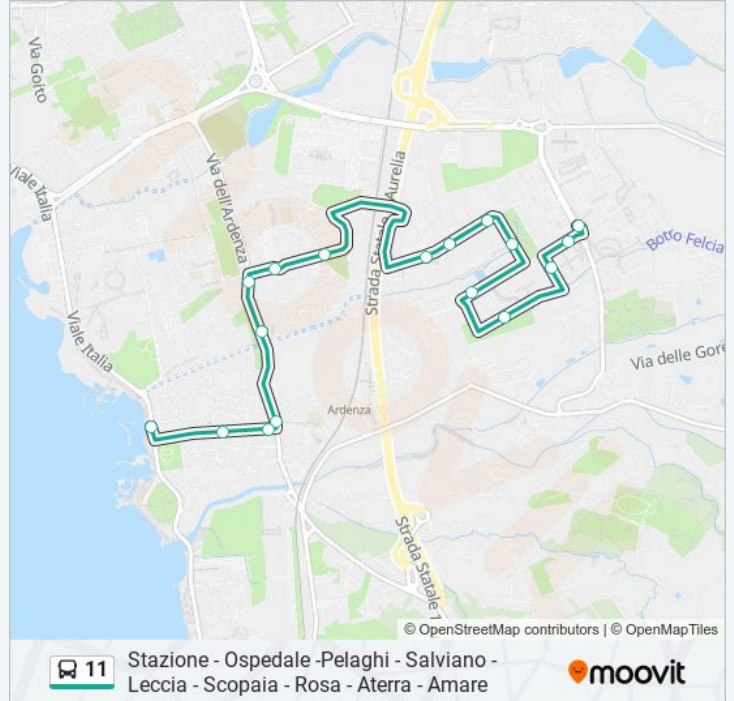 Via Goito
Viale Italia
Via dell'Ardenza
Strada Statale
Aurelia
Botro Felcia
Viale Italia
Via delle Gore
Ardenza
Strada Statale 1
© OpenStreetMap contributors | © OpenMapTiles
11
Stazione - Ospedale -Pelaghi - Salviano -
Leccia - Scopaia - Rosa - Aterra - Amare
moovit